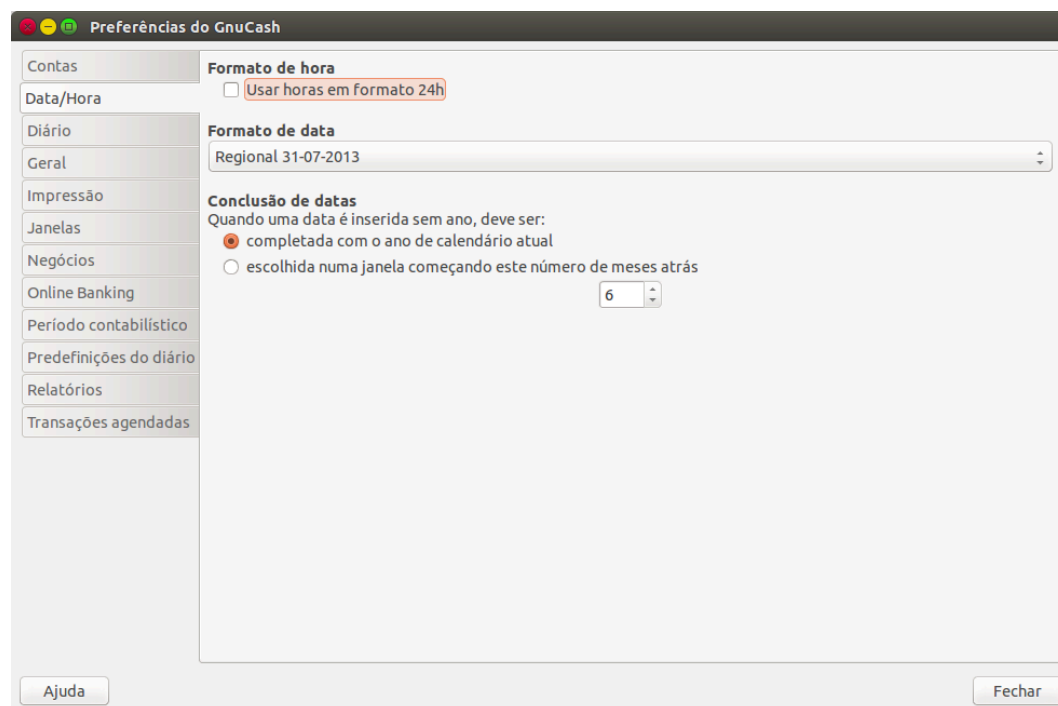 Preferências do GnuCash
Contas
Data/Hora
Diário
Geral
Impressão
Janelas
Negócios
Online Banking
Período contabilístico
Predefinições do diário
Relatórios
Transações agendadas
Formato de hora
Usar horas em formato 24h
Formato de data
Regional 31-07-2013
Conclusão de datas
Quando uma data é inserida sem ano, deve ser:
completada com o ano de calendário atual
escolhida numa janela começando este número de meses atrás
6
Ajuda
Fechar